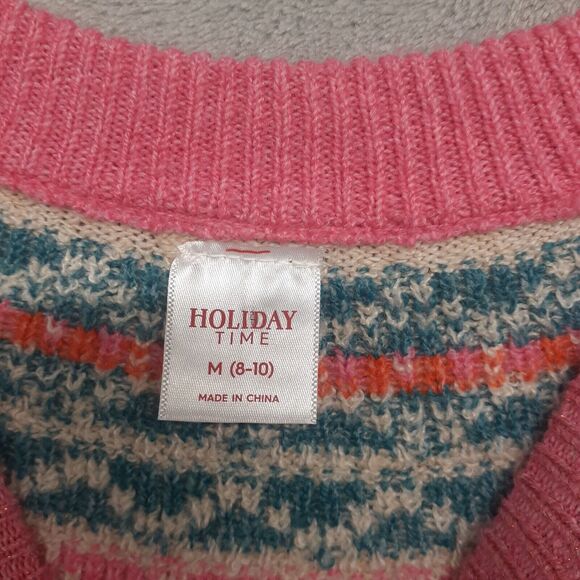 HOLIDAY
TIME
M (8-10)
MADE IN CHINA